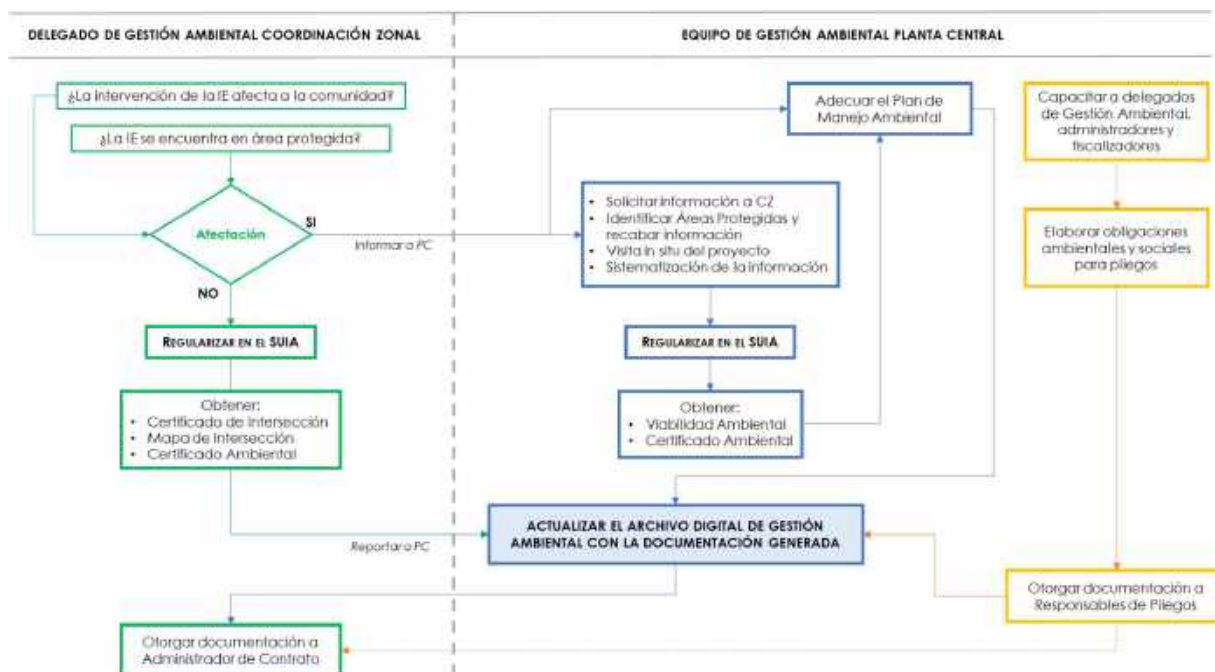 DELEGADO DE GESTIÓN AMBIENTAL COORDINACIÓN ZONAL
EQUIPO DE GESTIÓN AMBIENTAL PLANTA CENTRAL
¿La intervención de la IE afecta a la comunidad?
¿La IE se encuentra en área protegida?
Afectación
SI
NO
Informar a PC
REGULARIZAR EN EL SUIA
Obtener:
• Certificado de Intersección
• Mapa de Intersección
• Certificado Ambiental
Reportar a PC
Otorgar documentación a
Administrador de Contrato
Adecuar el Plan de
Manejo Ambiental
• Solicitar información a CZ
• Identificar Áreas Protegidas y
recabar información
• Visita in situ del proyecto
• Sistematización de la información
REGULARIZAR EN EL SUIA
Obtener:
• Viabilidad Ambiental
• Certificado Ambiental
ACTUALIZAR EL ARCHIVO DIGITAL DE GESTIÓN
AMBIENTAL CON LA DOCUMENTACIÓN GENERADA
Capacitar a delegados
de Gestión Ambiental,
administradores y
fiscalizadores
Elaborar obligaciones
ambientales y sociales
para pliegos
Otorgar documentación a
Responsables de Pliegos